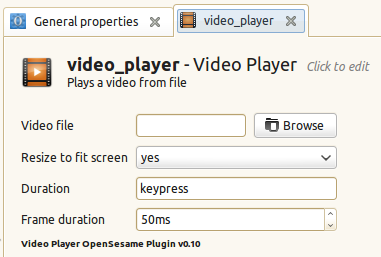 General properties
video_player
video_player - Video Player Click to edit
Plays a video from file
Video file Browse
Resize to fit screen yes
Duration keypress
Frame duration 50ms
Video Player OpenSesame Plugin v0.10